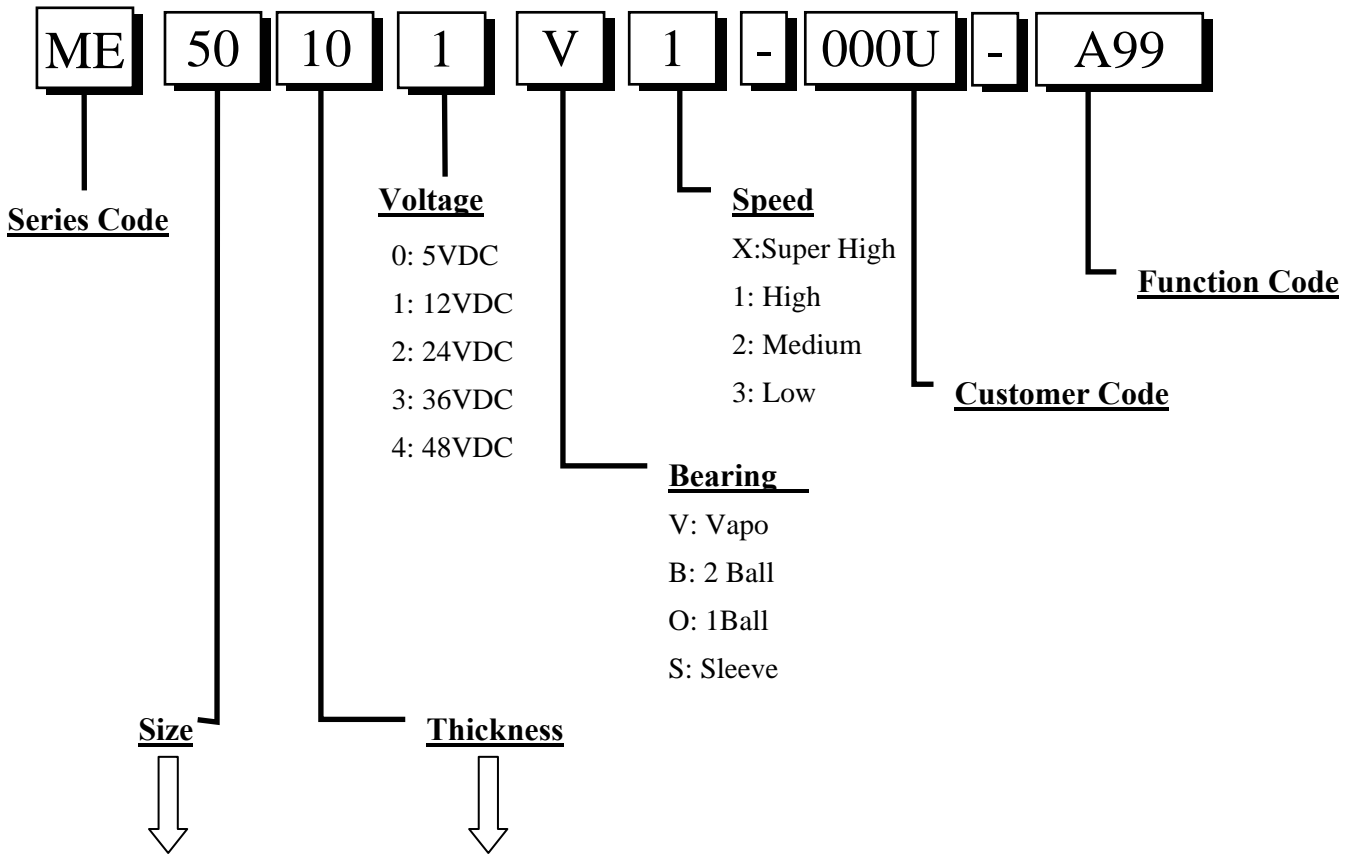 ME 50 10 1 V 1 - 000U - A99
Series Code
Voltage
0: 5VDC
1: 12VDC
2: 24VDC
3: 36VDC
4: 48VDC
Speed
X:Super High
1: High
2: Medium
3: Low
Function Code
Customer Code
Bearing
V: Vapo
B: 2 Ball
O: 1Ball
S: Sleeve
Size
Thickness